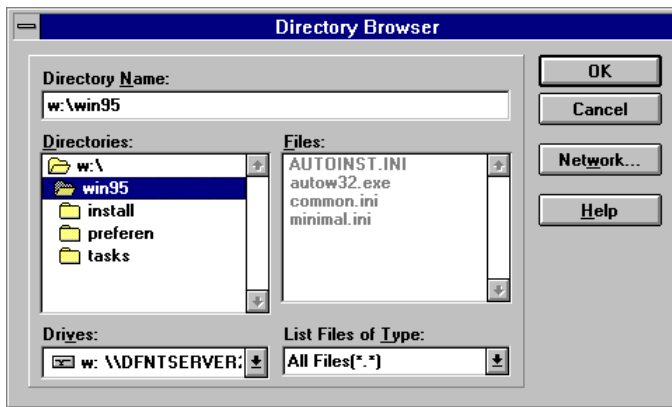 Directory Browser
Directory Name:
w:\win95
OK
Cancel
Directories:
w:\
win95
install
preferen
tasks
Files:
AUTOINST.INI
autow32.exe
common.ini
minimal.ini
Network...
Help
Drives:
w: \\DFNTSERVER
List Files of Type:
All Files(*.*)